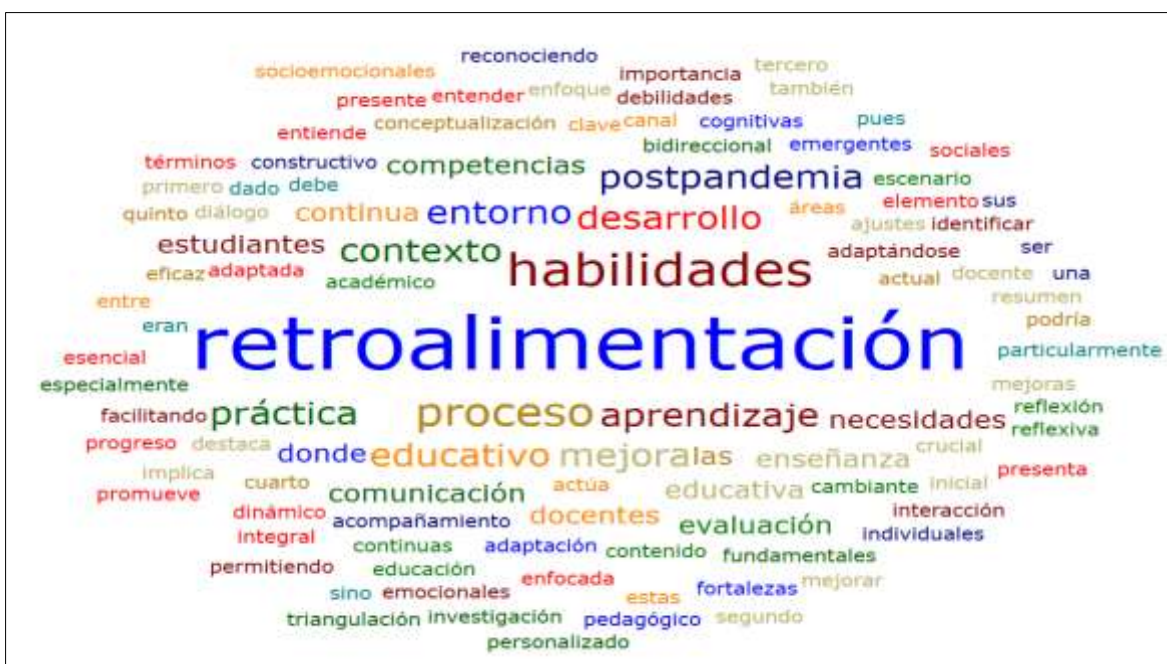 reconociendo
socioemocionales importancia tercero
presente entender enfoque debilidades también
entiende conceptualización clave canal cognitivas pues
bidireccional emergentes sociales
términos constructivo competencias postpandemia escenario
primero dado debe elemento sus
quinto diálogo continua entorno desarrollo áreas ajustes identificar
estudiantes contexto habilidades adaptándose ser
eficaz adaptada académico actual docente una
entre resumen
eran retroalimentación podría
esencial particularmente
especialmente mejoras
facilitando práctica proceso aprendizaje necesidades reflexión
reflexiva
progreso destaca donde educativo mejora las enseñanza crucial
implica cuarto presenta
promueve comunicación actúa educativa cambiante inicial
dinámico acompañamiento docentes evaluación interacción
integral individuales
continuas adaptación contenido fundamentales
permitiendo educación
sino emocionales enfocada estas fortalezas mejorar
triangulación investigación pedagógico segundo
personalizado